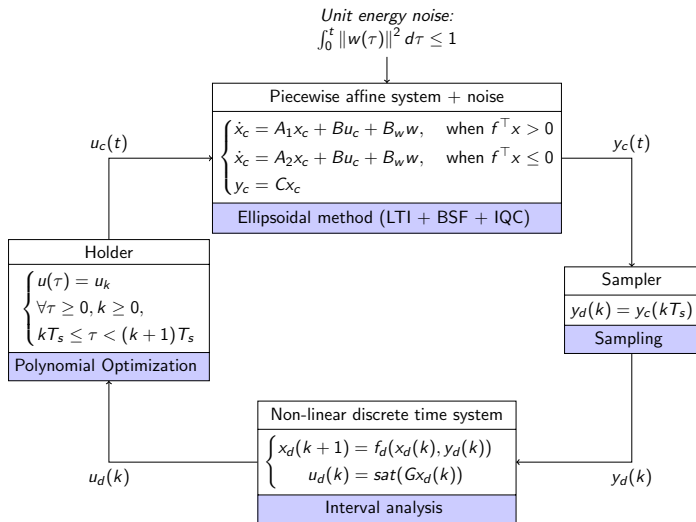 Unit energy noise:
∫₀ᵗ ‖w(τ)‖² dτ ≤ 1
Piecewise affine system + noise
ẋ_c = A₁x_c + Bu_c + B_w w, when f^⊤x > 0
ẋ_c = A₂x_c + Bu_c + B_w w, when f^⊤x ≤ 0
y_c = Cx_c
Ellipsoidal method (LTI + BSF + IQC)
u_c(t)
y_c(t)
Holder
u(τ) = u_k
∀τ ≥ 0, k ≥ 0,
kT_s ≤ τ < (k + 1)T_s
Polynomial Optimization
Sampler
y_d(k) = y_c(kT_s)
Sampling
Non-linear discrete time system
x_d(k + 1) = f_d(x_d(k), y_d(k))
u_d(k) = sat(Gx_d(k))
Interval analysis
u_d(k)
y_d(k)